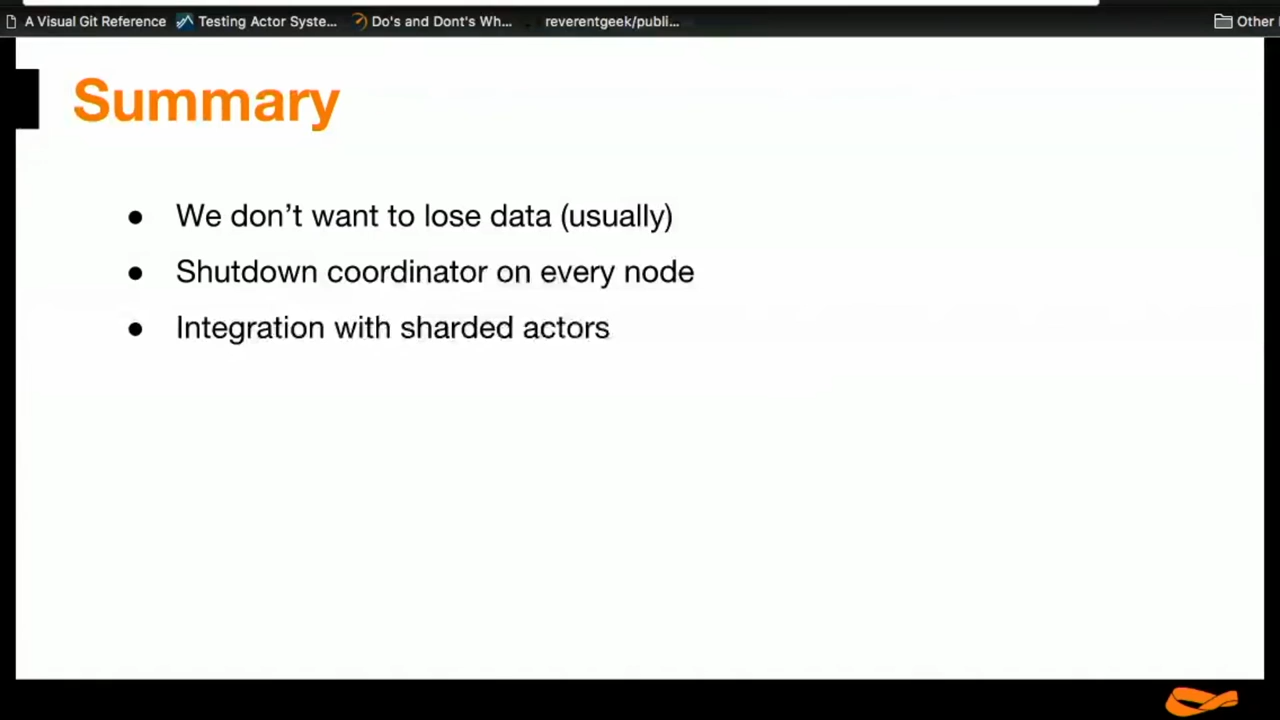 A Visual Git Reference
Testing Actor Syste...
Do's and Dont's Wh...
reverentgeek/publi...
Other
Summary
● We don’t want to lose data (usually)
● Shutdown coordinator on every node
● Integration with sharded actors